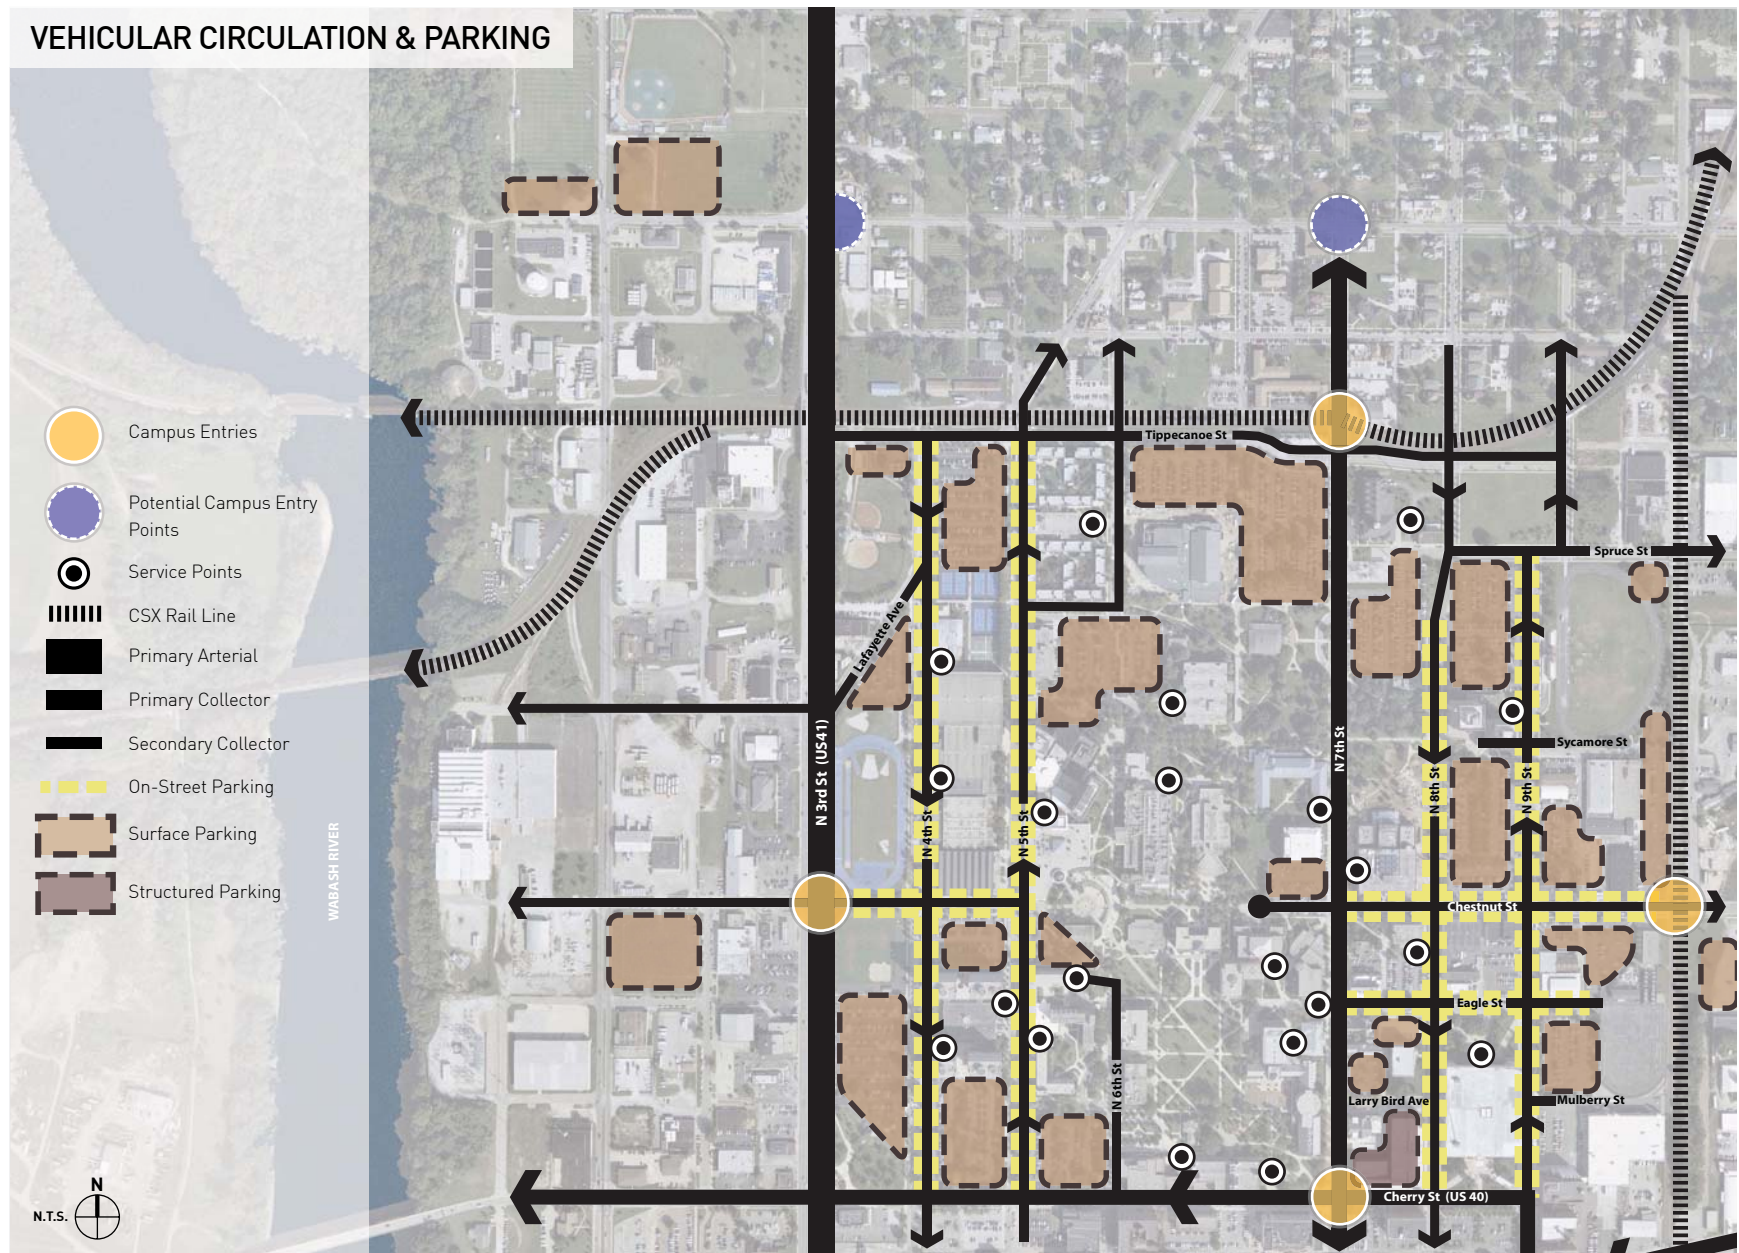 VEHICULAR CIRCULATION & PARKING
Campus Entries
Potential Campus Entry
Points
Service Points
CSX Rail Line
Primary Arterial
Primary Collector
Secondary Collector
On-Street Parking
Surface Parking
Structured Parking
WABASH RIVER
N
N.T.S.
Tippecanoe St
Spruce St
Lafayette Ave
N 3rd St (US41)
N 7th St
Sycamore St
N 8th St
N 9th St
N 4th St
N 5th St
Chestnut St
Eagle St
N 6th St
Larry Bird Ave
Mulberry St
Cherry St (US 40)